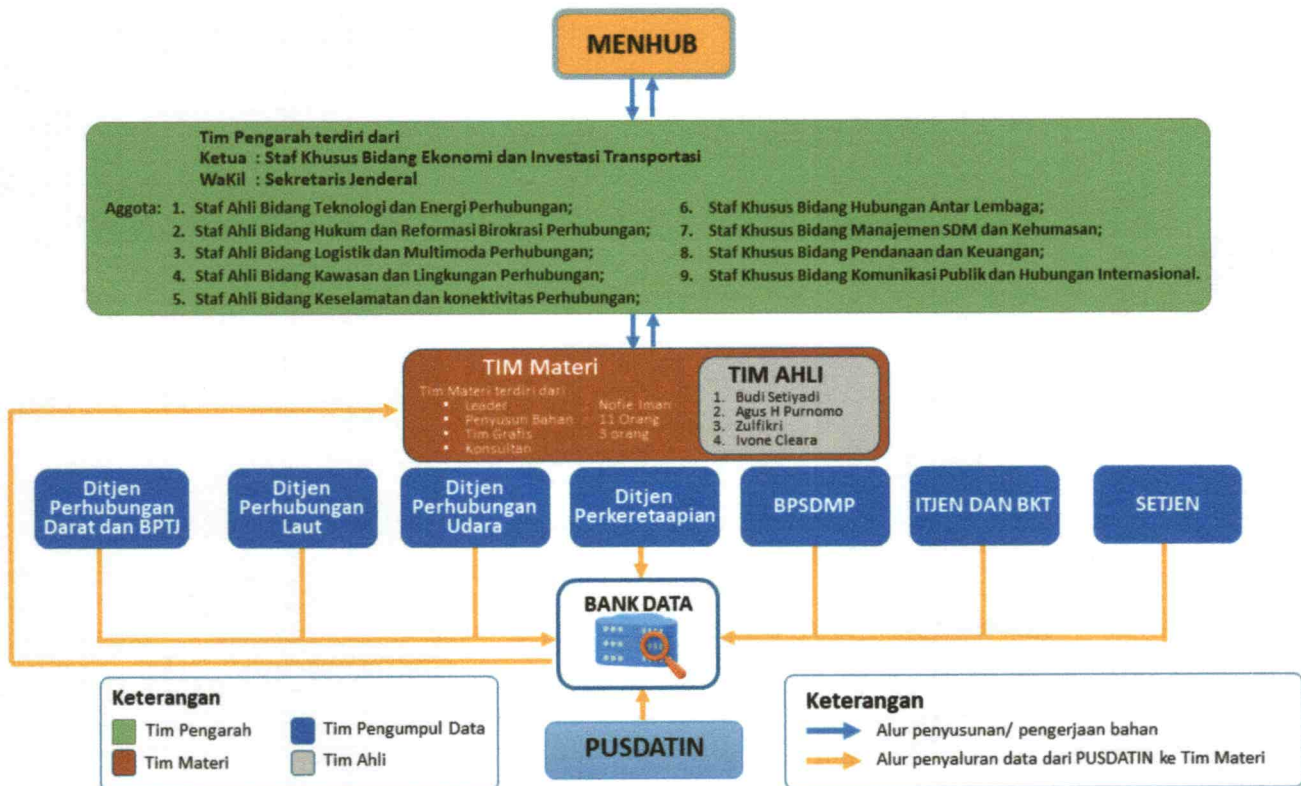 MENHUB
Tim Pengarah terdiri dari
Ketua : Staf Khusus Bidang Ekonomi dan Investasi Transportasi
WaKil : Sekretaris Jenderal
Aggota: 1. Staf Ahli Bidang Teknologi dan Energi Perhubungan;
2. Staf Ahli Bidang Hukum dan Reformasi Birokrasi Perhubungan;
3. Staf Ahli Bidang Logistik dan Multimoda Perhubungan;
4. Staf Ahli Bidang Kawasan dan Lingkungan Perhubungan;
5. Staf Ahli Bidang Keselamatan dan konektivitas Perhubungan;
6. Staf Khusus Bidang Hubungan Antar Lembaga;
7. Staf Khusus Bidang Manajemen SDM dan Kehumasan;
8. Staf Khusus Bidang Pendanaan dan Keuangan;
9. Staf Khusus Bidang Komunikasi Publik dan Hubungan Internasional.
TIM Materi
Tim Materi terdiri dari
• Leader : Nofie Iman
• Penyusun Bahan : 11 Orang
• Tim Grafis : 3 orang
• Konsultan
TIM AHLI
1. Budi Setiyadi
2. Agus H Purnomo
3. Zulfikri
4. Ivone Cleara
Ditjen
Perhubungan
Darat dan BPTJ
Ditjen
Perhubungan
Laut
Ditjen
Perhubungan
Udara
Ditjen
Perkeretaapian
BPSDMP
ITJEN DAN BKT
SETJEN
BANK DATA
PUSDATIN
Keterangan
Tim Pengarah
Tim Materi
Tim Pengumpul Data
Tim Ahli
Keterangan
Alur penyusunan/ pengerjaan bahan
Alur penyaluran data dari PUSDATIN ke Tim Materi